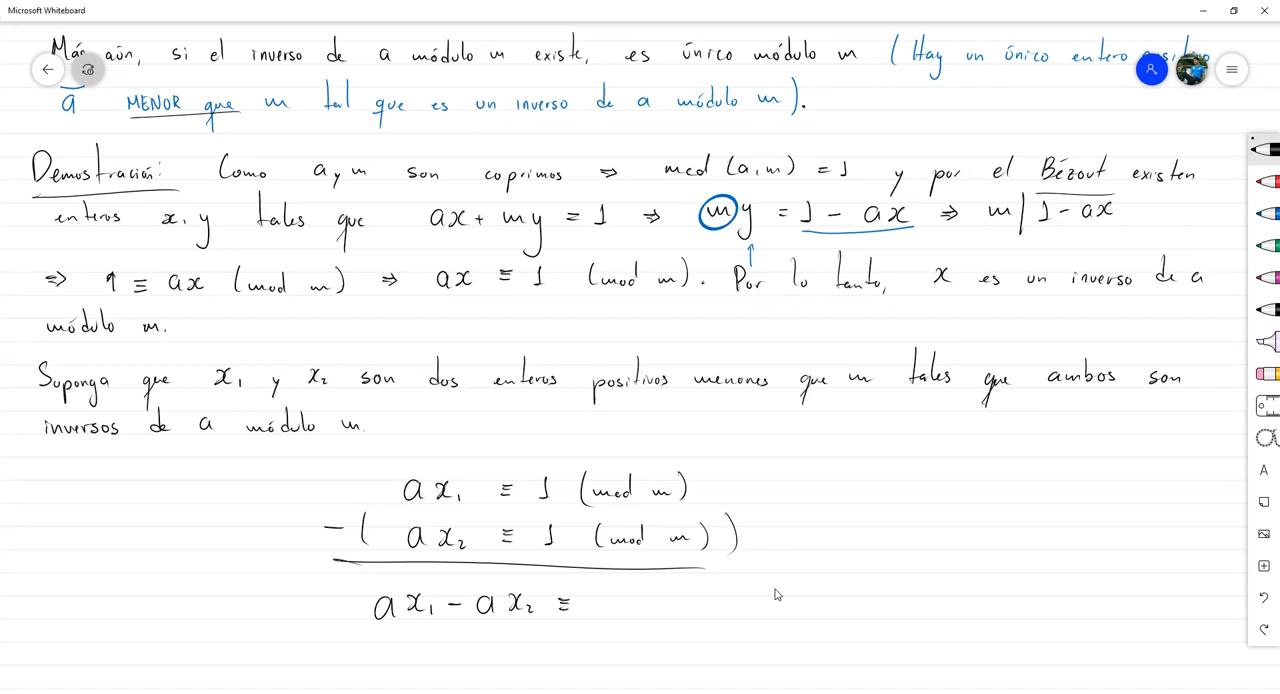 Microsoft Whiteboard
Más aún, si el inverso de a módulo m existe, es único módulo m (Hay un único entero positivo
ā MENOR que m tal que es un inverso de a módulo m).
Demostración: Como a y m son coprimos ⇒ mcd (a, m) = 1 y por el Bézout existen
enteros x, y tales que ax + my = 1 ⇒ my = 1 - ax ⇒ m | 1 - ax
⇒ 1 ≡ ax (mod m) ⇒ ax ≡ 1 (mod m). Por lo tanto, x es un inverso de a
módulo m.
Suponga que x₁ y x₂ son dos enteros positivos menores que m tales que ambos son
inversos de a módulo m.
ax₁ ≡ 1 (mod m)
- ( ax₂ ≡ 1 (mod m) )
ax₁ - ax₂ ≡